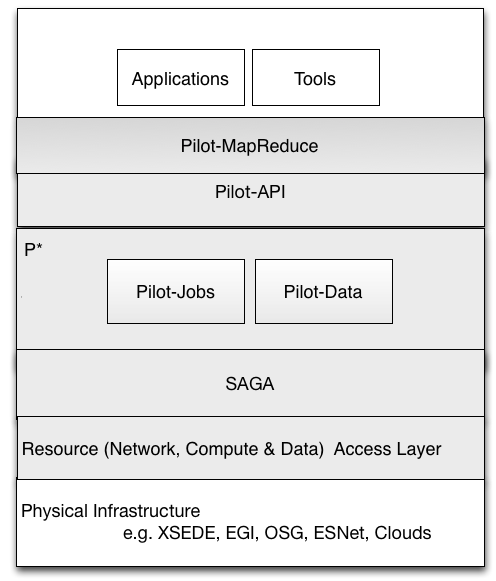 Applications
Tools
Pilot-MapReduce
Pilot-API
P*
Pilot-Jobs
Pilot-Data
SAGA
Resource (Network, Compute & Data)  Access Layer
Physical Infrastructure
e.g. XSEDE, EGI, OSG, ESNet, Clouds